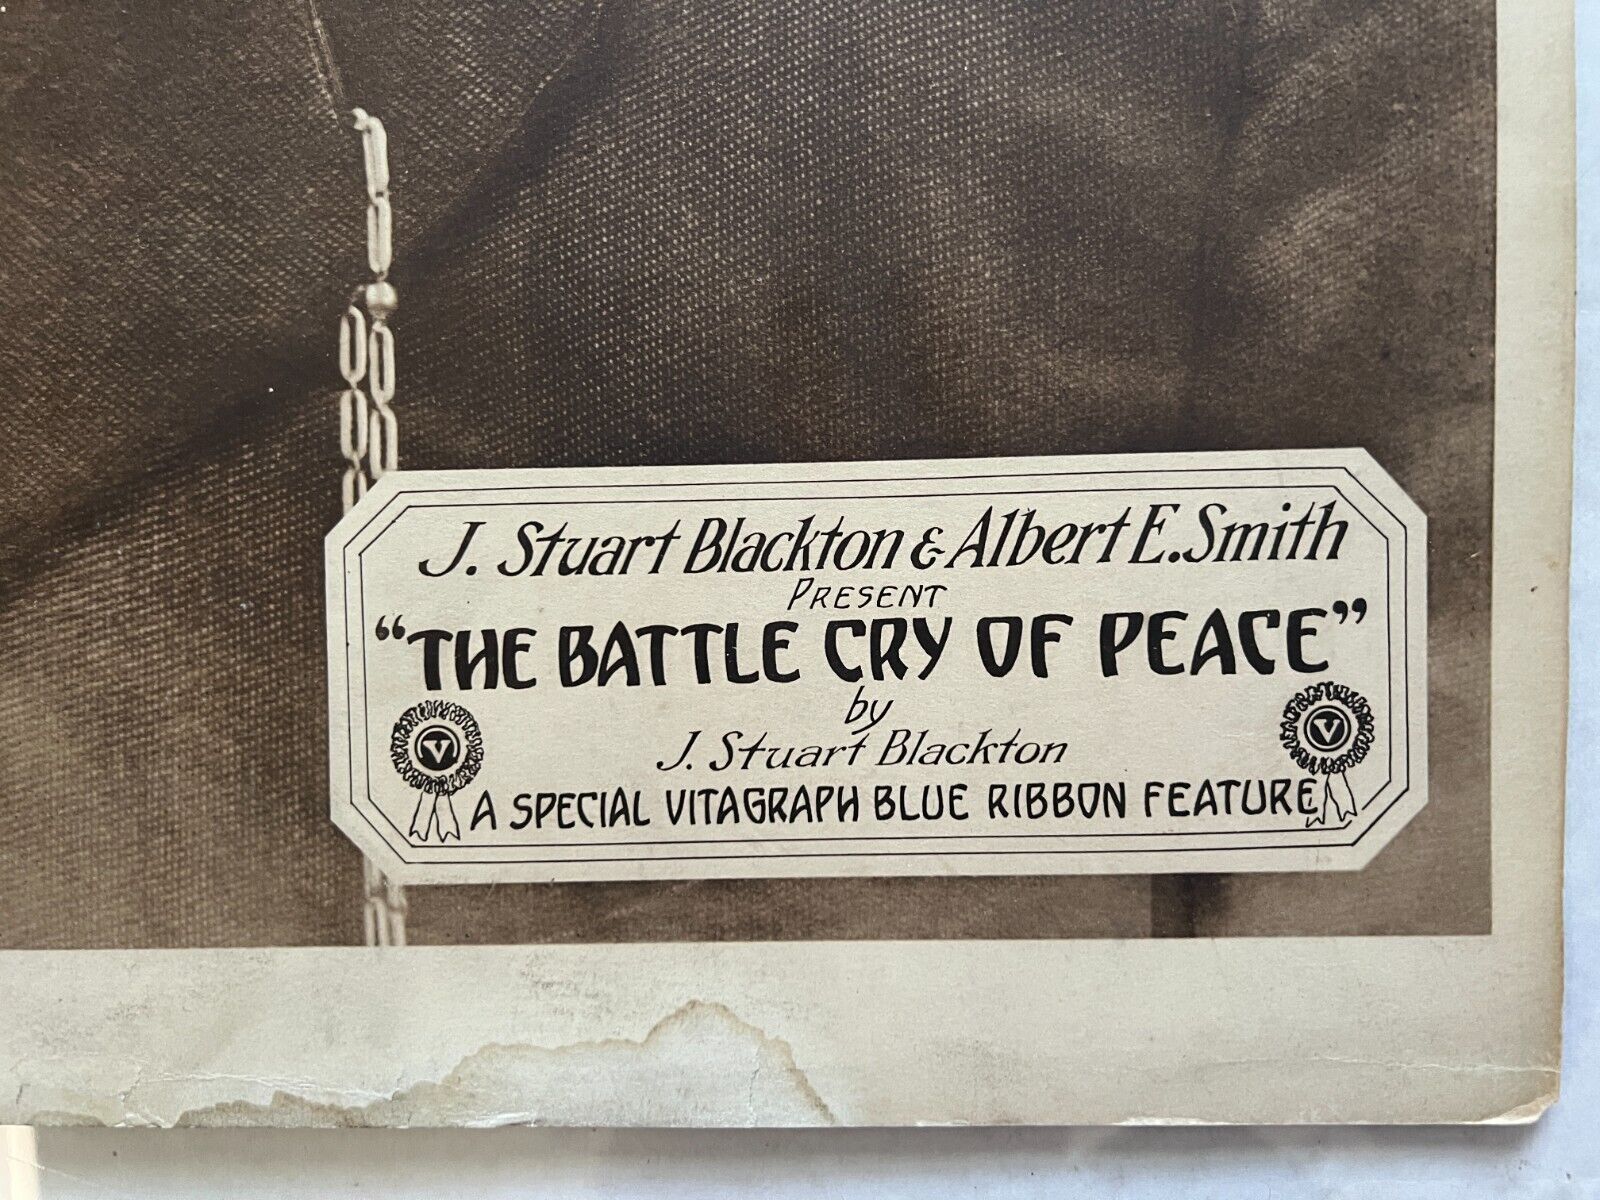 J. Stuart Blackton & Albert E. Smith
PRESENT
"THE BATTLE CRY OF PEACE"
by
J. Stuart Blackton
V
V
A SPECIAL VITAGRAPH BLUE RIBBON FEATURE